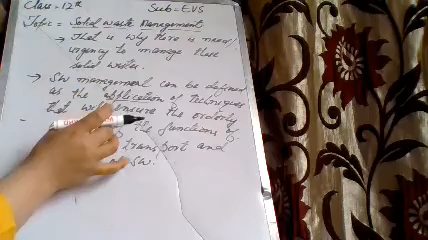 Class = 12th Sub = EVS
Topic = Solid waste Management
→ That is why there is need/
urgency to manage these
solid wastes.
→ SW management can be defined
as the application of techniques
that will ensure the orderly
the functions of
transport and
SW.